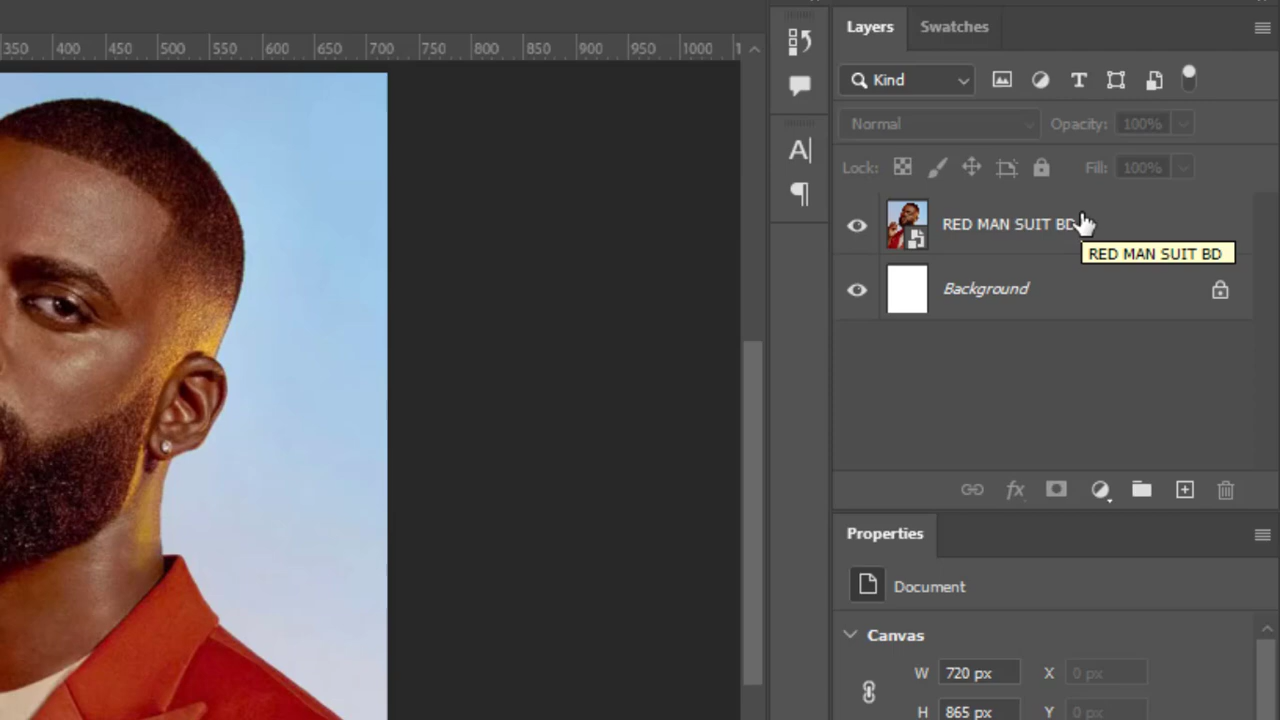 350 400 450 500 550 600 650 700 750 800 850 900 950 1000 1
Layers Swatches
Kind
Normal Opacity: 100%
Lock: Fill: 100%
RED MAN SUIT BD
RED MAN SUIT BD
Background
fx
Properties
Document
Canvas
W 720 px X 0 px
H 865 px Y 0 px